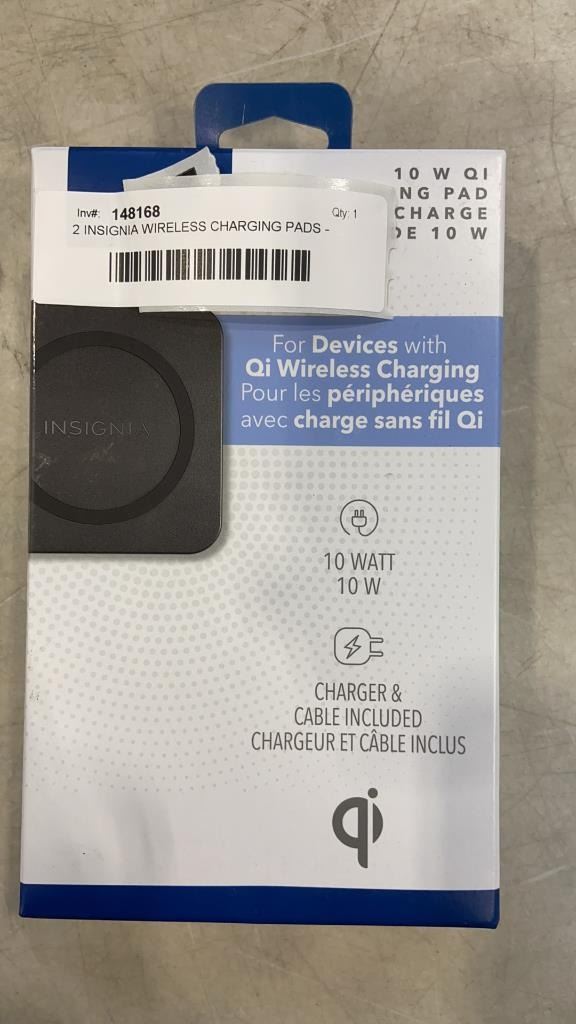 10 W QI
NG PAD
CHARGE
DE 10 W
Inv#: 148168 Qty: 1
2 INSIGNIA WIRELESS CHARGING PADS -
For Devices with
Qi Wireless Charging
Pour les périphériques
avec charge sans fil Qi
INSIGNIA
10 WATT
10 W
CHARGER &
CABLE INCLUDED
CHARGEUR ET CÂBLE INCLUS
qi